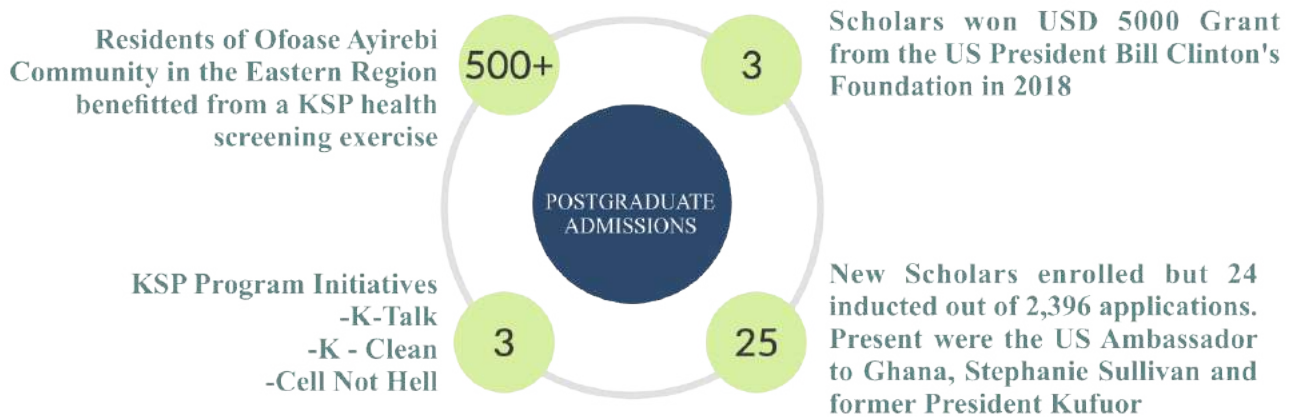 Residents of Ofoase Ayirebi
Community in the Eastern Region
benefitted from a KSP health
screening exercise
500+
3
Scholars won USD 5000 Grant
from the US President Bill Clinton's
Foundation in 2018
POSTGRADUATE
ADMISSIONS
KSP Program Initiatives
-K-Talk
-K - Clean
-Cell Not Hell
3
25
New Scholars enrolled but 24
inducted out of 2,396 applications.
Present were the US Ambassador
to Ghana, Stephanie Sullivan and
former President Kufuor